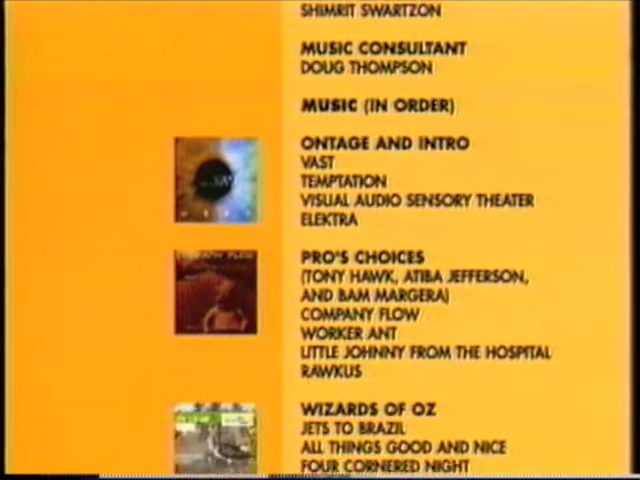 SHIMRIT SWARTZON
MUSIC CONSULTANT
DOUG THOMPSON
MUSIC (IN ORDER)
ONTAGE AND INTRO
VAST
TEMPTATION
VISUAL AUDIO SENSORY THEATER
ELEKTRA
PRO'S CHOICES
(TONY HAWK, ATIBA JEFFERSON,
AND BAM MARGERA)
COMPANY FLOW
WORKER ANT
LITTLE JOHNNY FROM THE HOSPITAL
RAWKUS
WIZARDS OF OZ
JETS TO BRAZIL
ALL THINGS GOOD AND NICE
FOUR CORNERED NIGHT